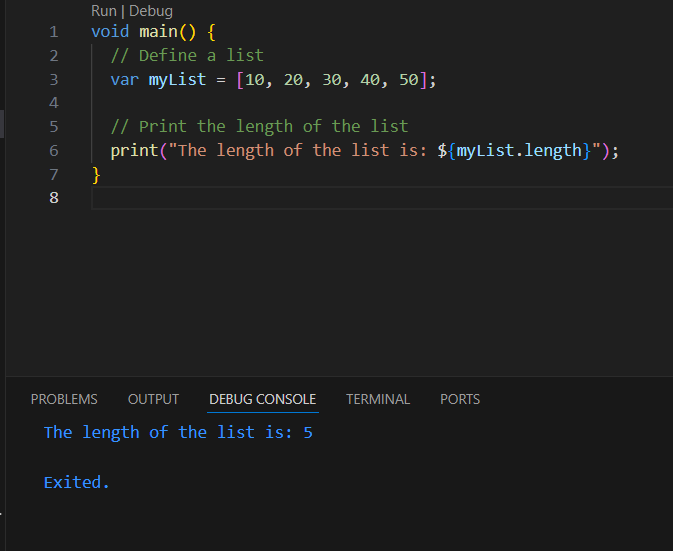 Run | Debug
1 void main() {
2 // Define a list
3 var myList = [10, 20, 30, 40, 50];
4
5 // Print the length of the list
6 print("The length of the list is: ${myList.length}");
7 }
8
PROBLEMS OUTPUT DEBUG CONSOLE TERMINAL PORTS
The length of the list is: 5
Exited.